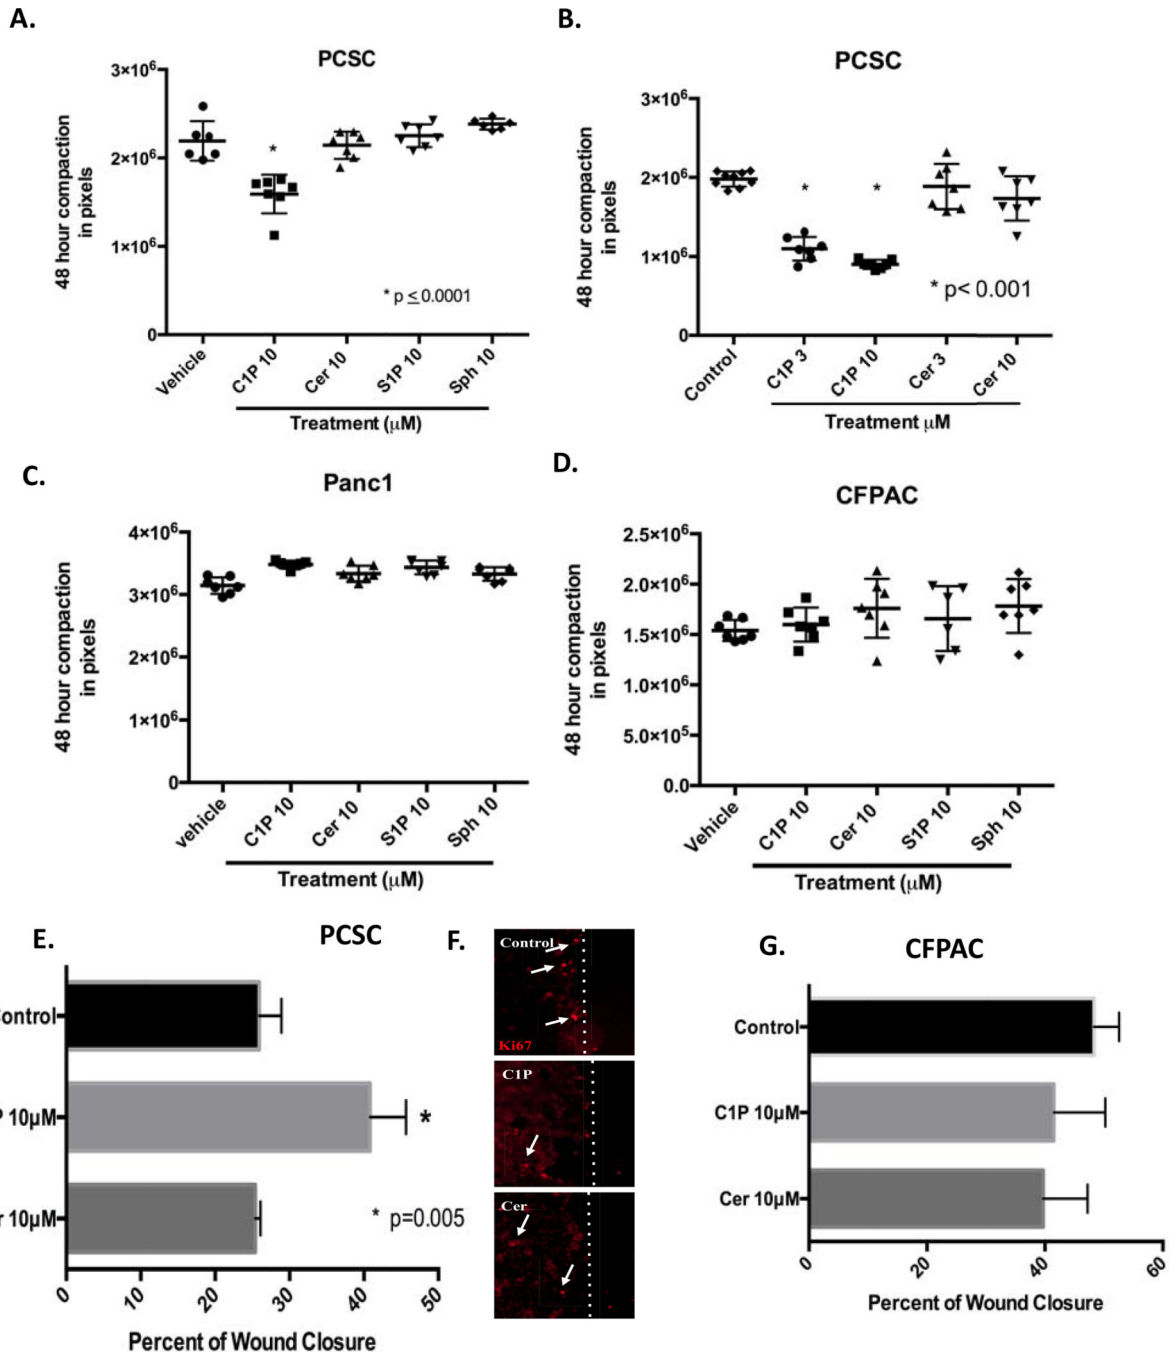 A.
PCSC
3×10⁶
2×10⁶
1×10⁶
0
48 hour compaction
in pixels
*
* p ≤ 0.0001
Vehicle
C1P 10
Cer 10
S1P 10
Sph 10
Treatment (μM)
B.
PCSC
3×10⁶
2×10⁶
1×10⁶
0
48 hour compaction
in pixels
*
*
* p< 0.001
Control
C1P 3
C1P 10
Cer 3
Cer 10
Treatment μM
C.
Panc1
4×10⁶
3×10⁶
2×10⁶
1×10⁶
0
48 hour compaction
in pixels
vehicle
C1P 10
Cer 10
S1P 10
Sph 10
Treatment (μM)
D.
CFPAC
2.5×10⁶
2.0×10⁶
1.5×10⁶
1.0×10⁶
5.0×10⁵
0.0
48 hour compaction
in pixels
Vehicle
C1P 10
Cer 10
S1P 10
Sph 10
Treatment (μM)
E.
PCSC
ontrol
P 10μM
r 10μM
*
* p=0.005
0
10
20
30
40
50
Percent of Wound Closure
F.
Control
Ki67
C1P
Cer
G.
CFPAC
Control
C1P 10μM
Cer 10μM
0
20
40
60
Percent of Wound Closure